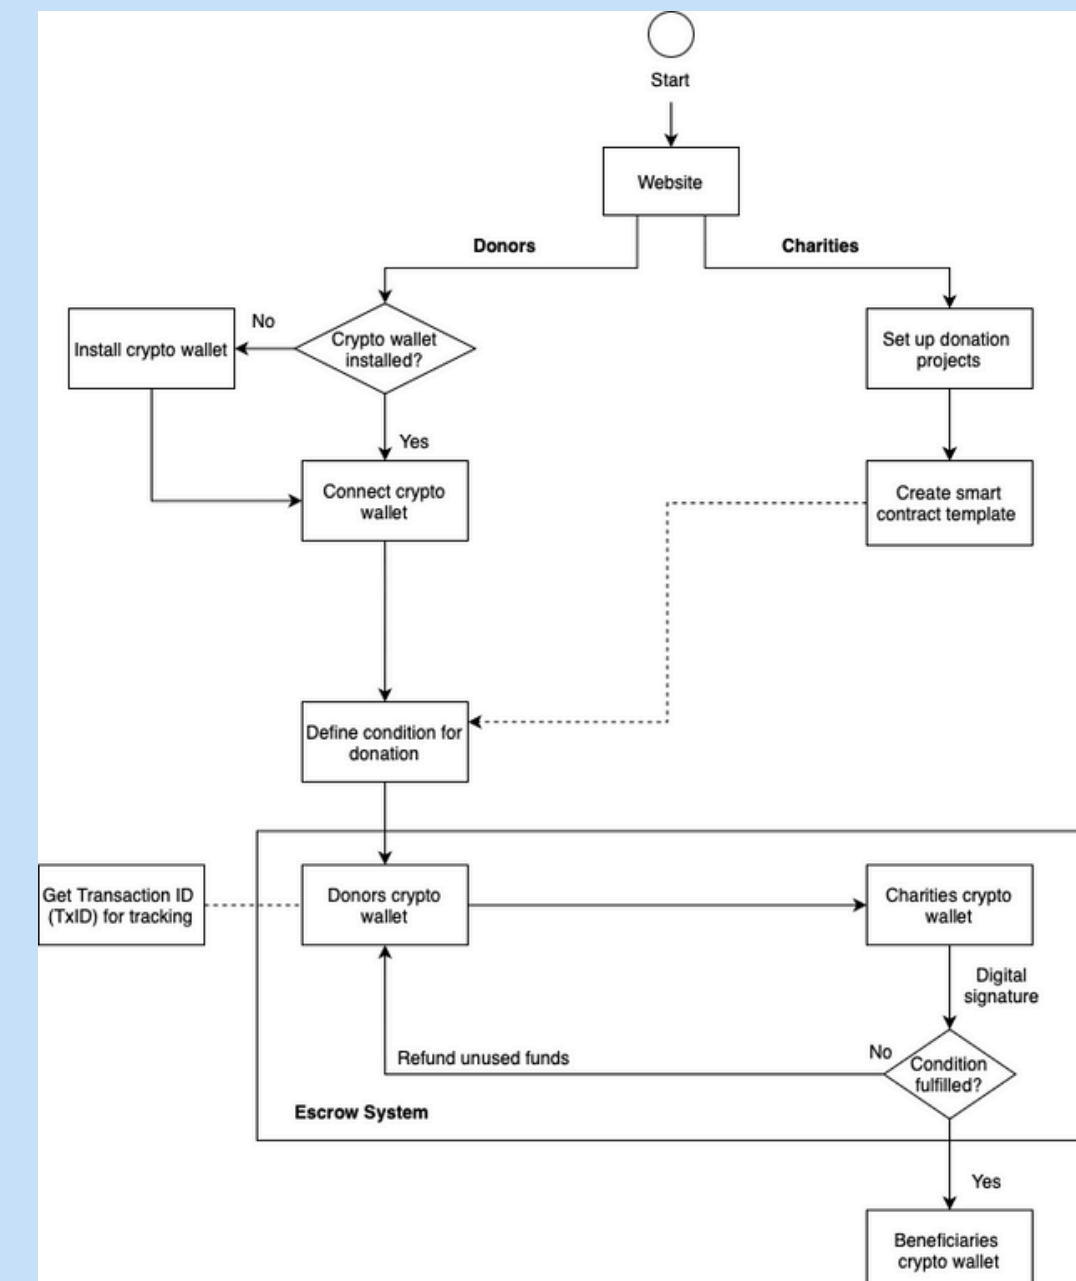 Start
Website
Donors
Charities
No
Crypto wallet
installed?
Install crypto wallet
Set up donation
projects
Yes
Connect crypto
wallet
Create smart
contract template
Define condition for
donation
Get Transaction ID
(TxID) for tracking
Donors crypto
wallet
Charities crypto
wallet
Digital
signature
Refund unused funds
No
Condition
fulfilled?
Escrow System
Yes
Beneficiaries
crypto wallet